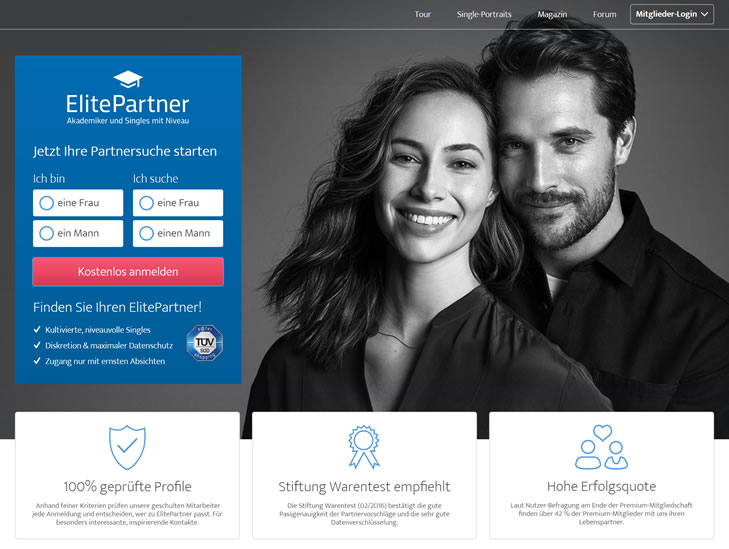 Tour Single-Portraits Magazin Forum Mitglieder-Login
ElitePartner
Akademiker und Singles mit Niveau
Jetzt Ihre Partnersuche starten
Ich bin Ich suche
eine Frau eine Frau
ein Mann einen Mann
Kostenlos anmelden
Finden Sie Ihren ElitePartner!
Kultivierte, niveauvolle Singles
Diskretion & maximaler Datenschutz
Zugang nur mit ernsten Absichten
s@fer
TÜV
SÜD
shopping
100% geprüfte Profile
Anhand feiner Kriterien prüfen unsere geschulten Mitarbeiter
jede Anmeldung und entscheiden, wer zu ElitePartner passt. Für
besonders interessante, inspirierende Kontakte.
Stiftung Warentest empfiehlt
Die Stiftung Warentest (02/2016) bestätigt die gute
Passgenauigkeit der Partnervorschläge und die sehr gute
Datenverschlüsselung.
Hohe Erfolgsquote
Laut Nutzer-Befragung am Ende der Premium-Mitgliedschaft
finden über 42 % der Premium-Mitglieder mit uns ihren
Lebenspartner.